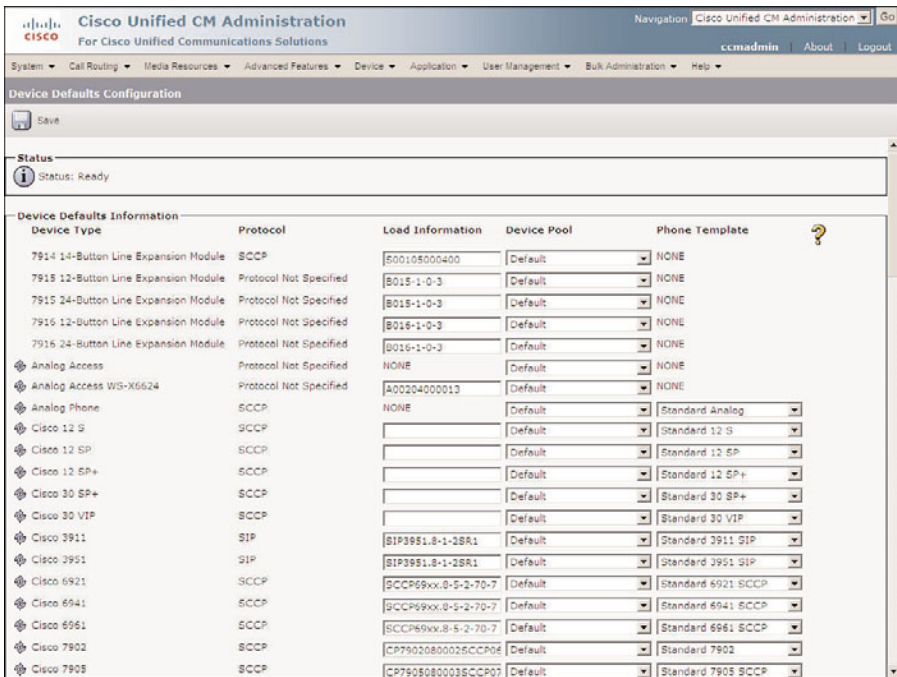 cisco
Cisco Unified CM Administration
For Cisco Unified Communications Solutions
Navigation Cisco Unified CM Administration Go
ccmadmin About Logout
System Call Routing Media Resources Advanced Features Device Application User Management Bulk Administration Help
Device Defaults Configuration
Save
Status
Status: Ready
Device Defaults Information
Device Type Protocol Load Information Device Pool Phone Template
7914 14-Button Line Expansion Module SCCP S00105000400 Default NONE
7915 12-Button Line Expansion Module Protocol Not Specified B015-1-0-3 Default NONE
7915 24-Button Line Expansion Module Protocol Not Specified B015-1-0-3 Default NONE
7916 12-Button Line Expansion Module Protocol Not Specified B016-1-0-3 Default NONE
7916 24-Button Line Expansion Module Protocol Not Specified B016-1-0-3 Default NONE
Analog Access Protocol Not Specified NONE Default NONE
Analog Access WS-X6624 Protocol Not Specified A00204000013 Default NONE
Analog Phone SCCP NONE Default Standard Analog
Cisco 12 S SCCP Default Standard 12 S
Cisco 12 SP SCCP Default Standard 12 SP
Cisco 12 SP+ SCCP Default Standard 12 SP+
Cisco 30 SP+ SCCP Default Standard 30 SP+
Cisco 30 VIP SCCP Default Standard 30 VIP
Cisco 3911 SIP SIP3951.8-1-2SR1 Default Standard 3911 SIP
Cisco 3951 SIP SIP3951.8-1-2SR1 Default Standard 3951 SIP
Cisco 6921 SCCP SCCP69xx.8-5-2-70-7 Default Standard 6921 SCCP
Cisco 6941 SCCP SCCP69xx.8-5-2-70-7 Default Standard 6941 SCCP
Cisco 6961 SCCP SCCP69xx.8-5-2-70-7 Default Standard 6961 SCCP
Cisco 7902 SCCP CP7902080002SCCP06 Default Standard 7902
Cisco 7905 SCCP CP7905080003SCCP07 Default Standard 7905 SCCP